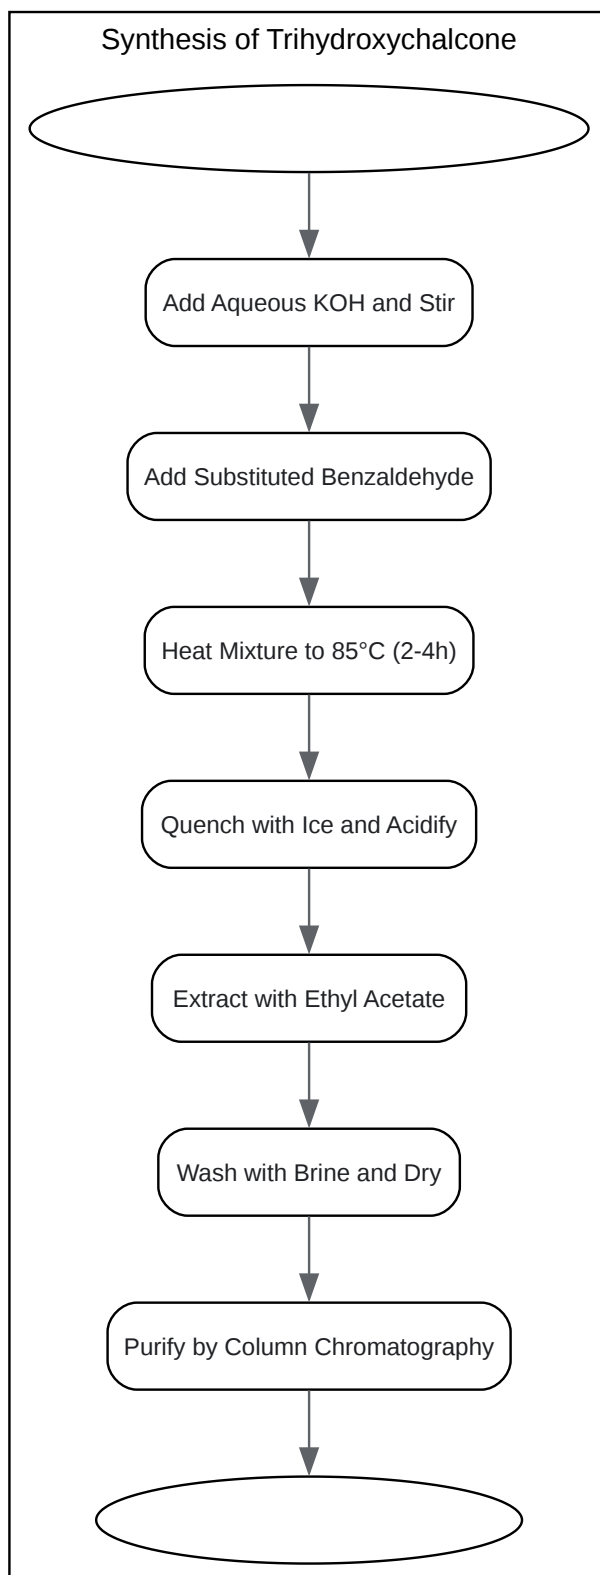 Synthesis of Trihydroxychalcone
Add Aqueous KOH and Stir
Add Substituted Benzaldehyde
Heat Mixture to 85°C (2-4h)
Quench with Ice and Acidify
Extract with Ethyl Acetate
Wash with Brine and Dry
Purify by Column Chromatography